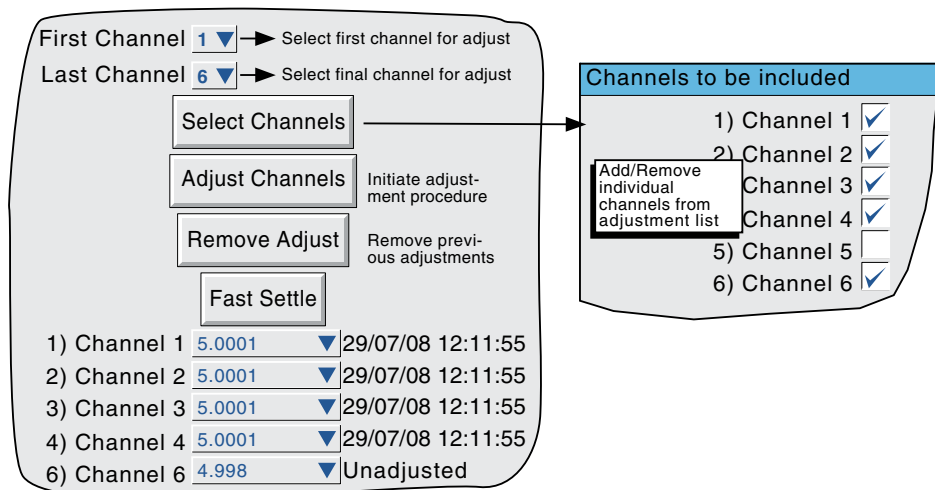 First Channel 1 Select first channel for adjust
Last Channel 6 Select final channel for adjust
Select Channels
Adjust Channels
Initiate adjust-
ment procedure
Remove Adjust
Remove previ-
ous adjustments
Fast Settle
1) Channel 1 5.0001 29/07/08 12:11:55
2) Channel 2 5.0001 29/07/08 12:11:55
3) Channel 3 5.0001 29/07/08 12:11:55
4) Channel 4 5.0001 29/07/08 12:11:55
6) Channel 6 4.998 Unadjusted
Channels to be included
1) Channel 1
2) Channel 2
Channel 3
Channel 4
5) Channel 5
6) Channel 6
Add/Remove
individual
channels from
adjustment list